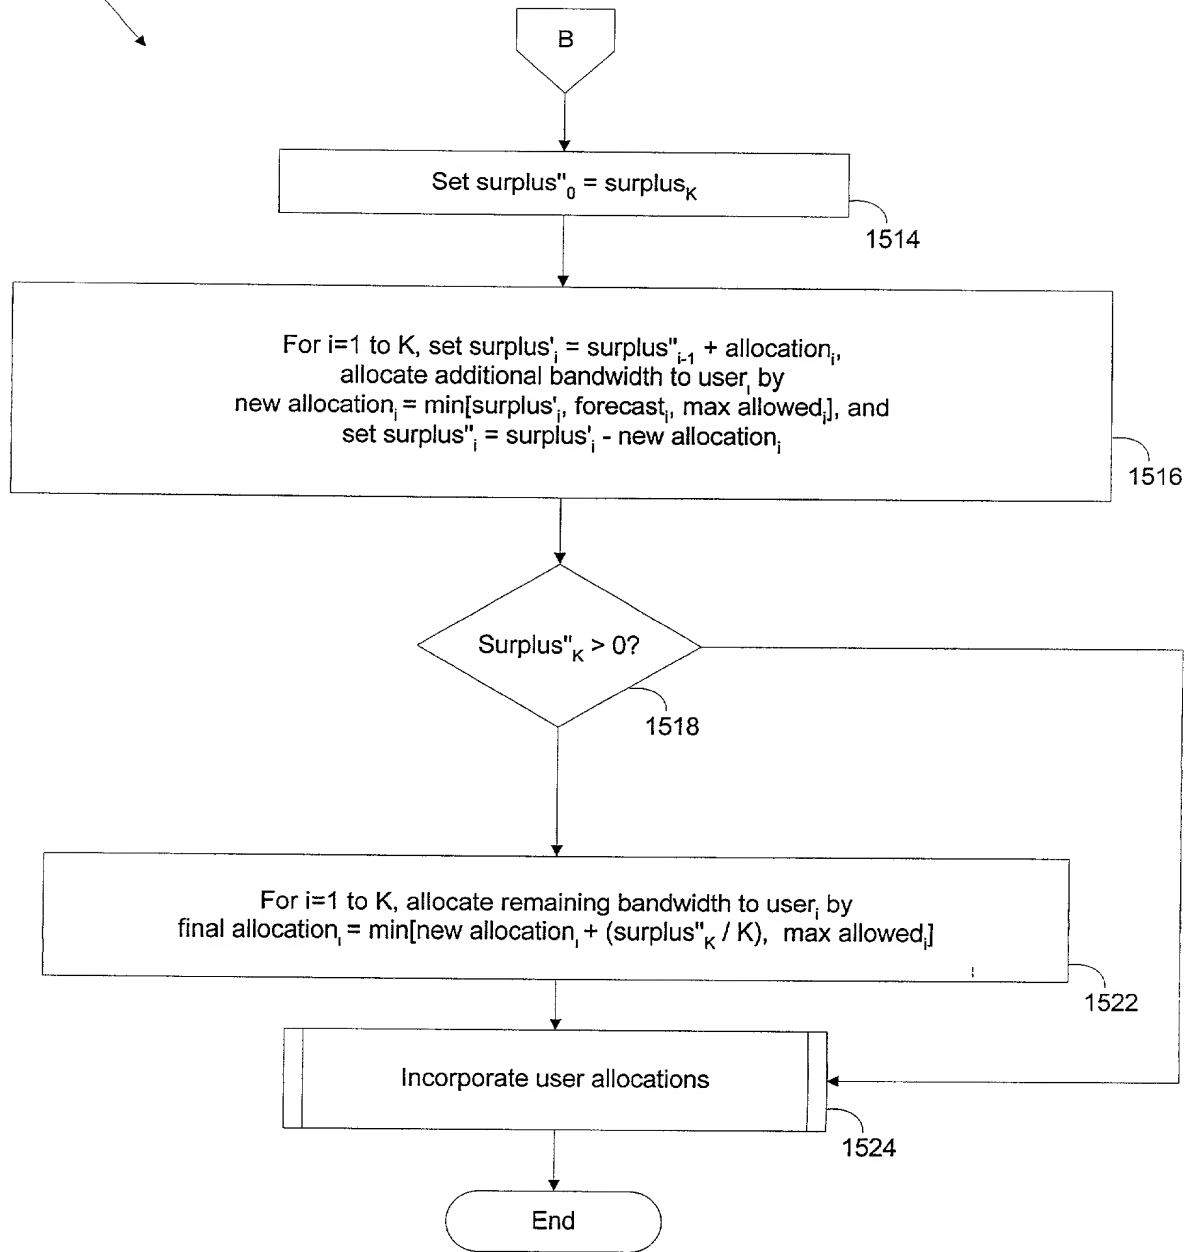 B
Set surplus"₀ = surplusK
1514
For i=1 to K, set surplus'ᵢ = surplus"ᵢ₋₁ + allocationᵢ,
allocate additional bandwidth to userᵢ by
new allocationᵢ = min[surplus'ᵢ, forecastᵢ, max allowedᵢ], and
set surplus"ᵢ = surplus'ᵢ - new allocationᵢ
1516
Surplus"K > 0?
1518
For i=1 to K, allocate remaining bandwidth to userᵢ by
final allocationᵢ = min[new allocationᵢ + (surplus"K / K), max allowedᵢ]
1522
Incorporate user allocations
1524
End